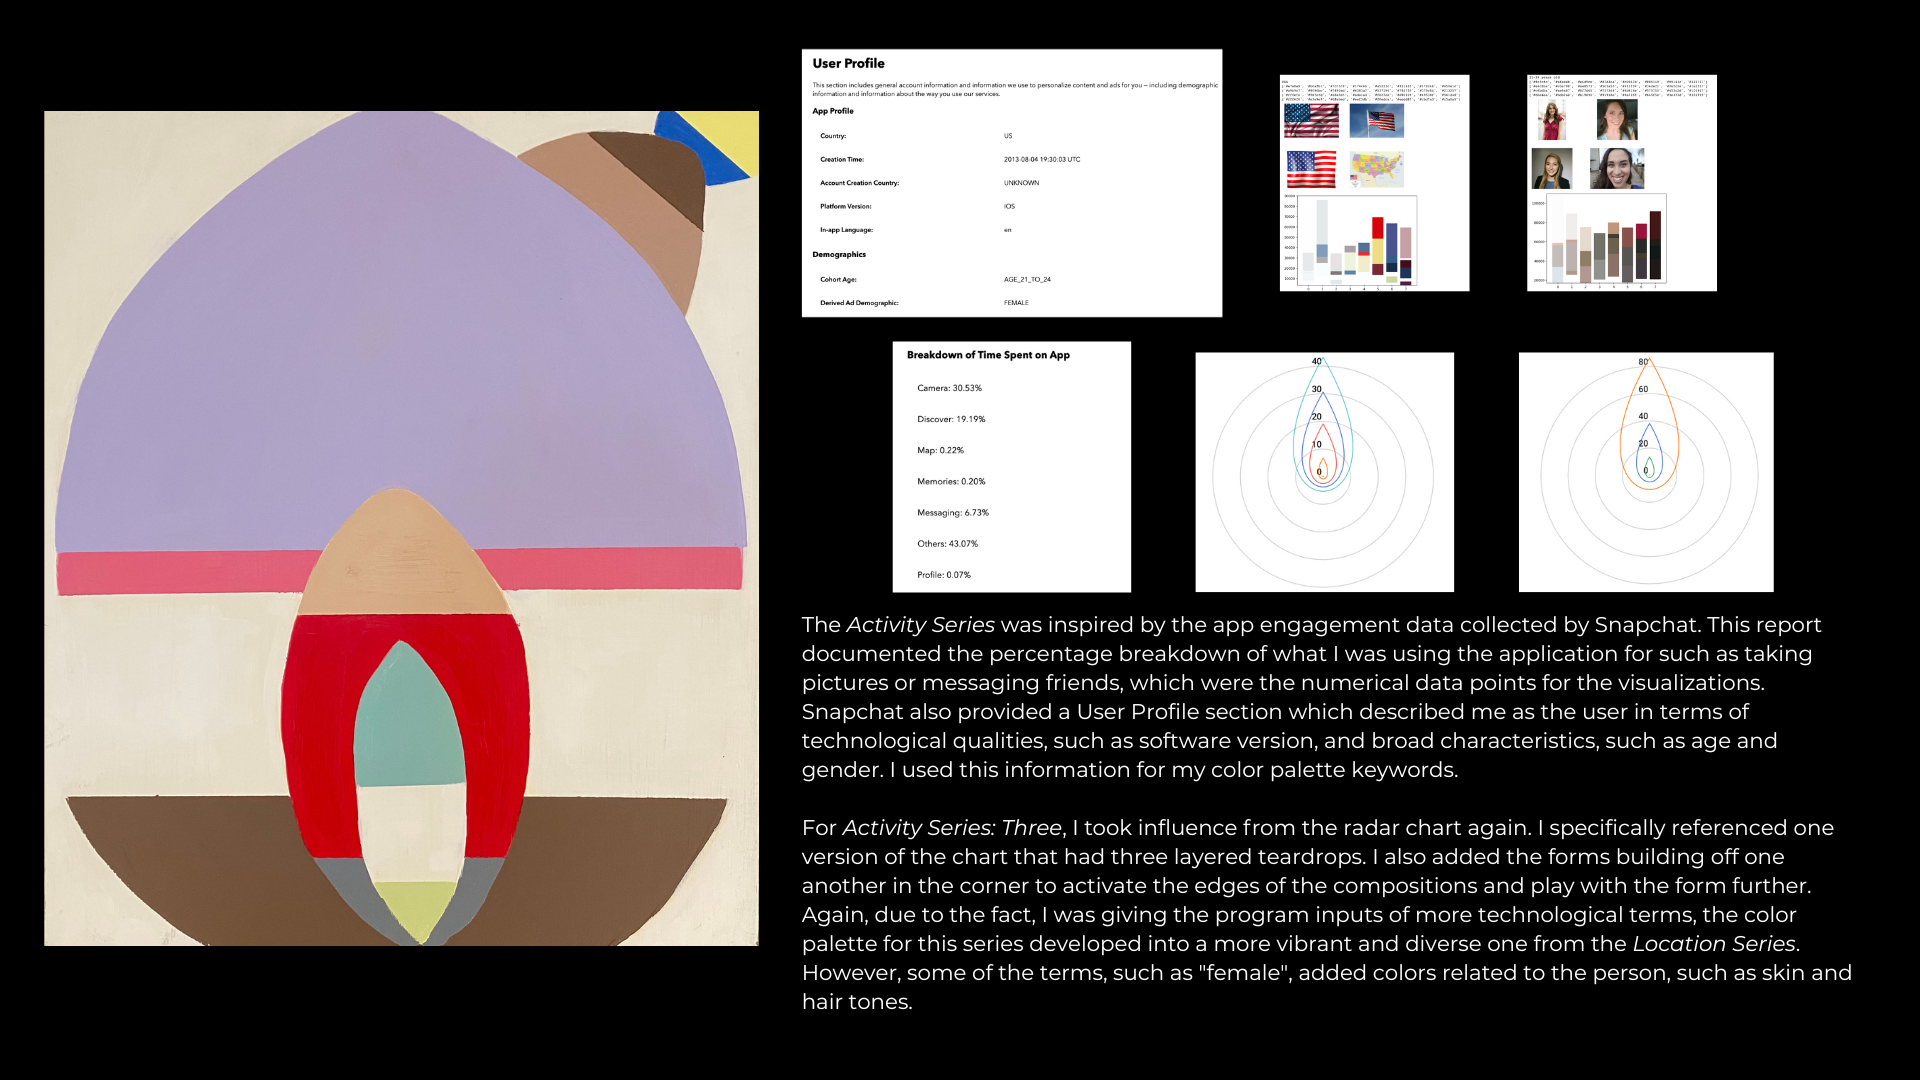 User Profile
This section includes general account information and information we use to personalize content and ads for you — including demographic
information and information about the way you use our services.
App Profile
Country: US
Creation Time: 2013-08-04 19:30:03 UTC
Account Creation Country: UNKNOWN
Platform Version: IOS
In-app Language: en
Demographics
Cohort Age: AGE_21_TO_24
Derived Ad Demographic: FEMALE
Breakdown of Time Spent on App
Camera: 30.53%
Discover: 19.19%
Map: 0.22%
Memories: 0.20%
Messaging: 6.73%
Others: 43.07%
Profile: 0.07%
40
30
20
10
0
80
60
40
20
0
The Activity Series was inspired by the app engagement data collected by Snapchat. This report
documented the percentage breakdown of what I was using the application for such as taking
pictures or messaging friends, which were the numerical data points for the visualizations.
Snapchat also provided a User Profile section which described me as the user in terms of
technological qualities, such as software version, and broad characteristics, such as age and
gender. I used this information for my color palette keywords.
For Activity Series: Three, I took influence from the radar chart again. I specifically referenced one
version of the chart that had three layered teardrops. I also added the forms building off one
another in the corner to activate the edges of the compositions and play with the form further.
Again, due to the fact, I was giving the program inputs of more technological terms, the color
palette for this series developed into a more vibrant and diverse one from the Location Series.
However, some of the terms, such as "female", added colors related to the person, such as skin and
hair tones.